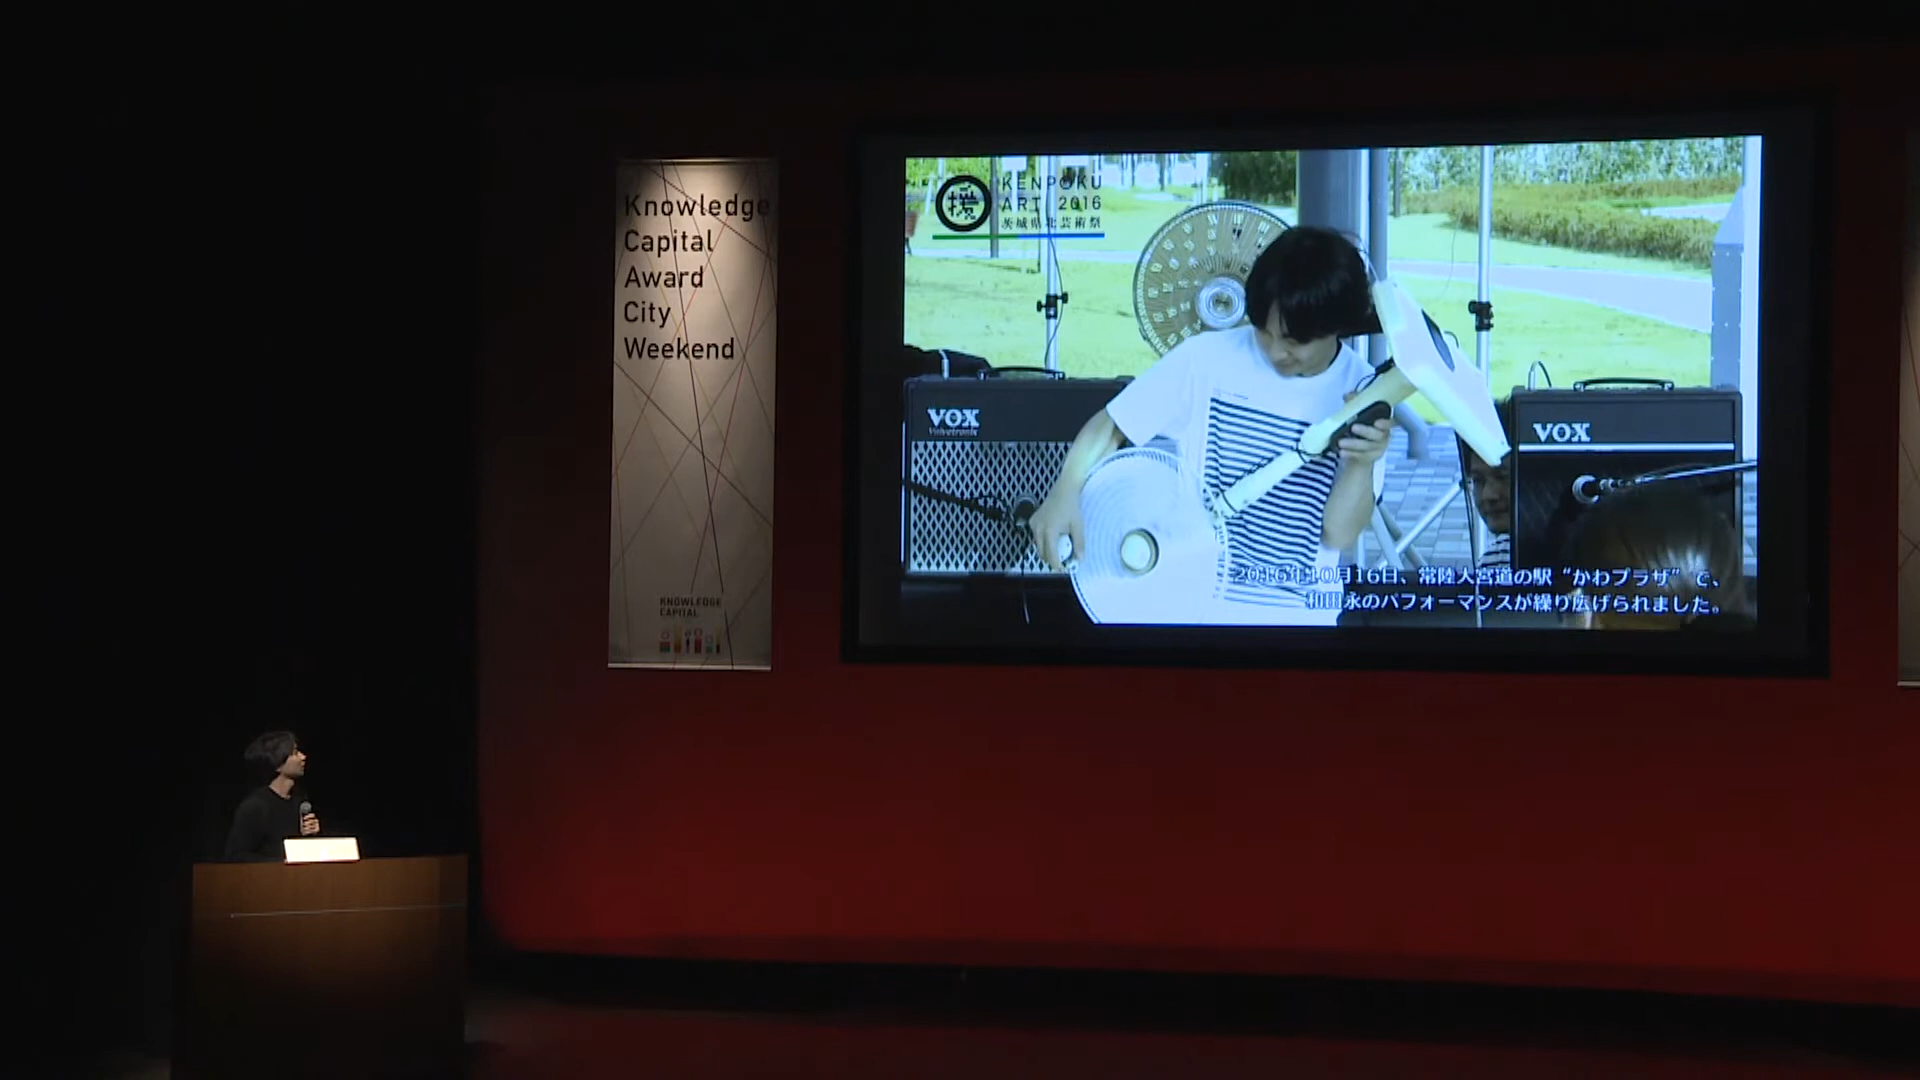 Knowledge
Capital
Award
City
Weekend
KNOWLEDGE
CAPITAL
KENPOKU
ART 2016
茨城県北芸術祭
VOX
Valvetronix
VOX
2016年10月16日、常陸大宮道の駅“かわプラザ”で、
和田永のパフォーマンスが繰り広げられました。